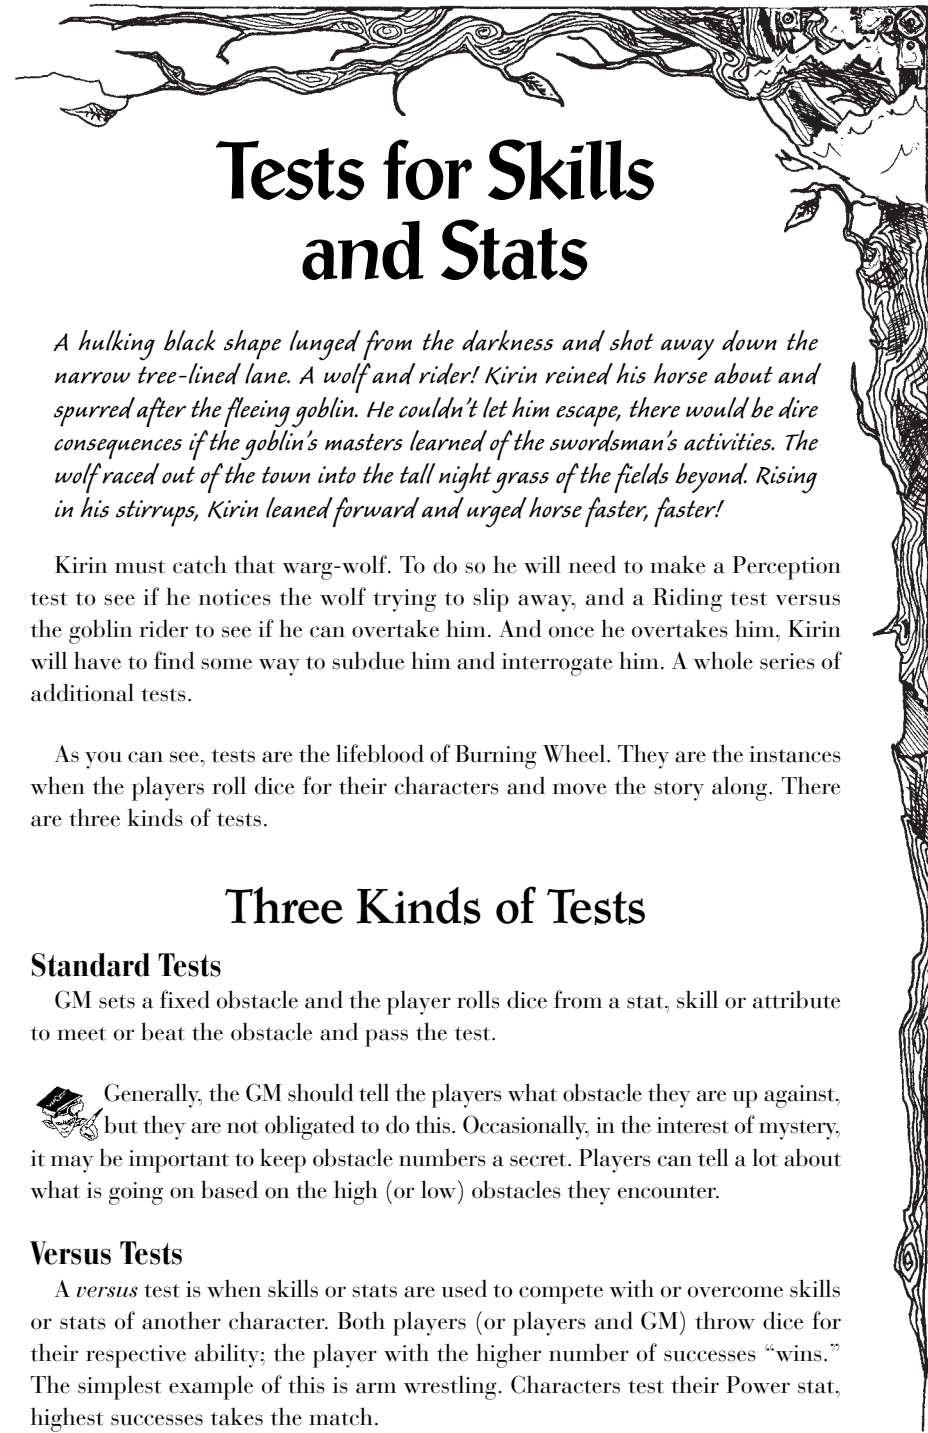 Tests for Skills
and Stats
A hulking black shape lunged from the darkness and shot away down the
narrow tree-lined lane. A wolf and rider! Kirin reined his horse about and
spurred after the fleeing goblin. He couldn't let him escape, there would be dire
consequences if the goblin's masters learned of the swordsman's activities. The
wolf raced out of the town into the tall night grass of the fields beyond. Rising
in his stirrups, Kirin leaned forward and urged horse faster, faster!
Kirin must catch that warg-wolf. To do so he will need to make a Perception
test to see if he notices the wolf trying to slip away, and a Riding test versus
the goblin rider to see if he can overtake him. And once he overtakes him, Kirin
will have to find some way to subdue him and interrogate him. A whole series of
additional tests.
As you can see, tests are the lifeblood of Burning Wheel. They are the instances
when the players roll dice for their characters and move the story along. There
are three kinds of tests.
Three Kinds of Tests
Standard Tests
GM sets a fixed obstacle and the player rolls dice from a stat, skill or attribute
to meet or beat the obstacle and pass the test.
Generally, the GM should tell the players what obstacle they are up against,
but they are not obligated to do this. Occasionally, in the interest of mystery,
it may be important to keep obstacle numbers a secret. Players can tell a lot about
what is going on based on the high (or low) obstacles they encounter.
Versus Tests
A versus test is when skills or stats are used to compete with or overcome skills
or stats of another character. Both players (or players and GM) throw dice for
their respective ability; the player with the higher number of successes “wins.”
The simplest example of this is arm wrestling. Characters test their Power stat,
highest successes takes the match.